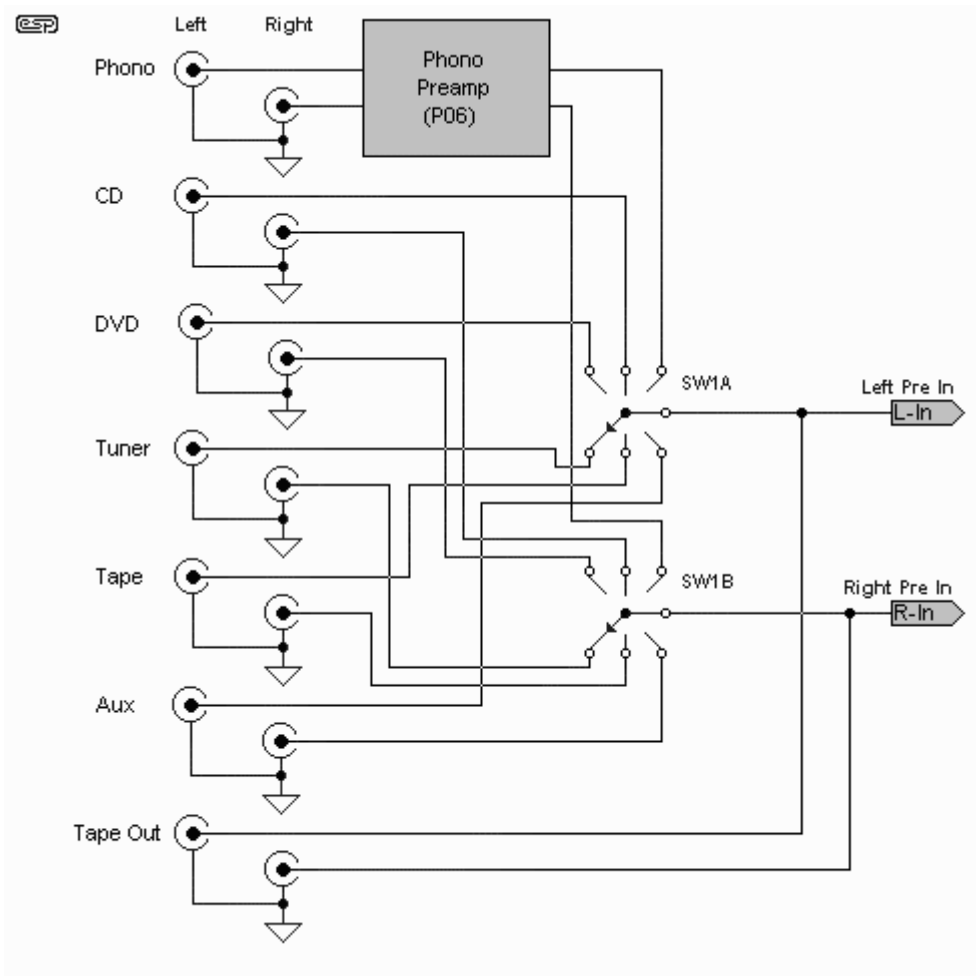 esp
Left Right
Phono
Phono
Preamp
(P06)
CD
DVD
SW1A
Left Pre In
L-In
Tuner
Tape
SW1B
Right Pre In
R-In
Aux
Tape Out